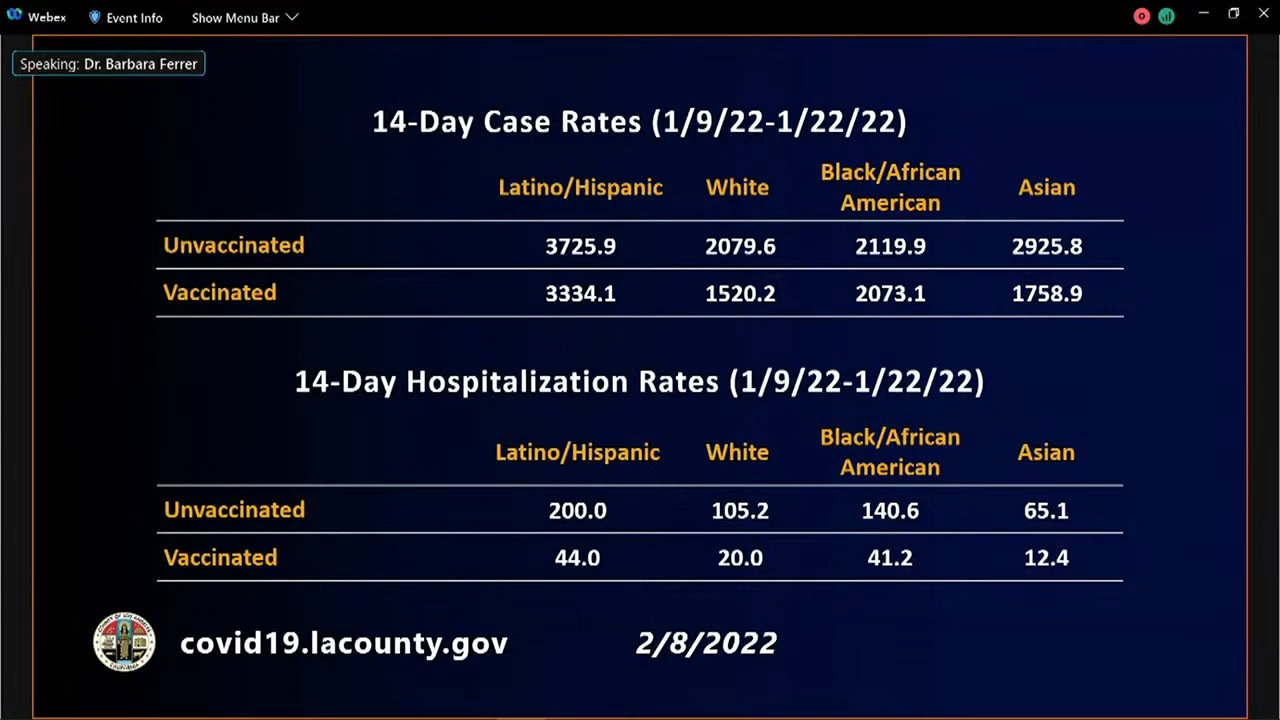 Webex Event Info Show Menu Bar
Speaking: Dr. Barbara Ferrer
14-Day Case Rates (1/9/22-1/22/22)
Latino/Hispanic White Black/African American Asian
Unvaccinated 3725.9 2079.6 2119.9 2925.8
Vaccinated 3334.1 1520.2 2073.1 1758.9
14-Day Hospitalization Rates (1/9/22-1/22/22)
Latino/Hispanic White Black/African American Asian
Unvaccinated 200.0 105.2 140.6 65.1
Vaccinated 44.0 20.0 41.2 12.4
covid19.lacounty.gov 2/8/2022